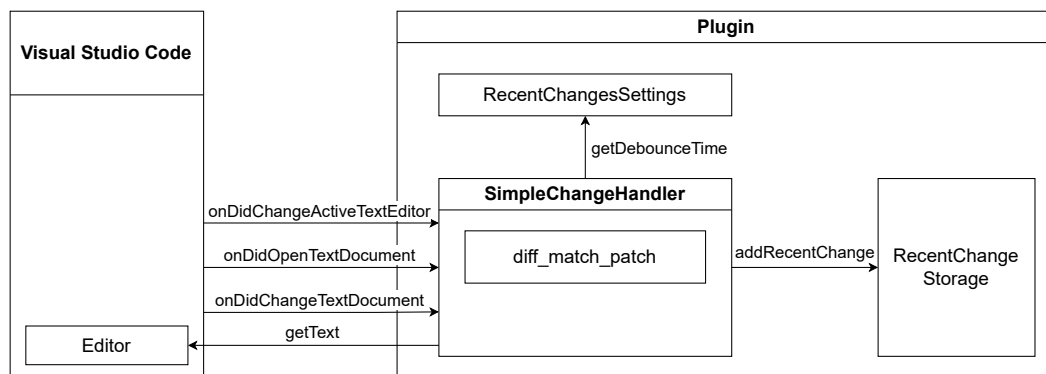 Visual Studio Code
Plugin
RecentChangesSettings
getDebounceTime
SimpleChangeHandler
onDidChangeActiveTextEditor
diff_match_patch
onDidOpenTextDocument
addRecentChange
RecentChange
Storage
onDidChangeTextDocument
getText
Editor